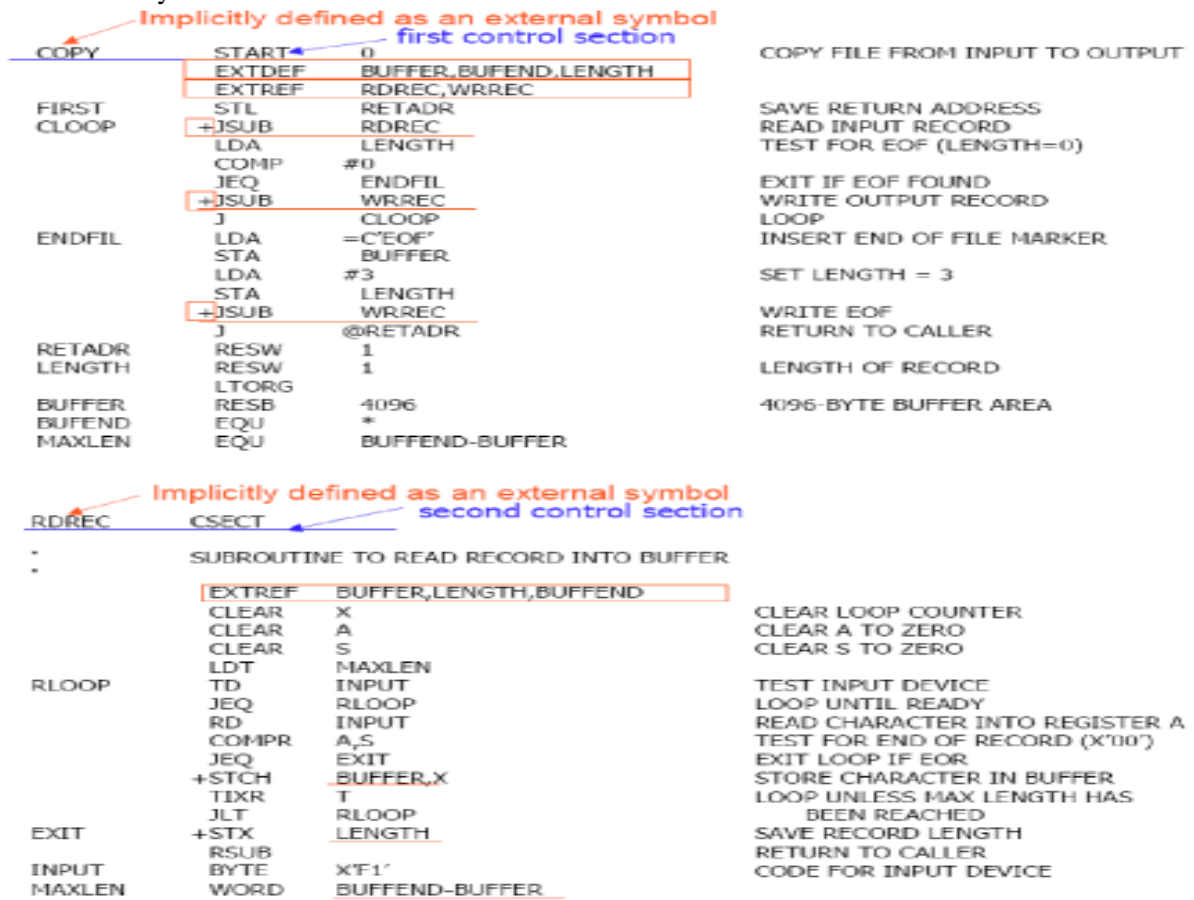 Implicitly defined as an external symbol
first control section
COPY START 0 COPY FILE FROM INPUT TO OUTPUT
EXTDEF BUFFER,BUFEND,LENGTH
EXTREF RDREC,WRREC
FIRST STL RETADR SAVE RETURN ADDRESS
CLOOP +JSUB RDREC READ INPUT RECORD
LDA LENGTH TEST FOR EOF (LENGTH=0)
COMP #0
JEQ ENDFIL EXIT IF EOF FOUND
+JSUB WRREC WRITE OUTPUT RECORD
J CLOOP LOOP
ENDFIL LDA =C'EOF' INSERT END OF FILE MARKER
STA BUFFER
LDA #3 SET LENGTH = 3
STA LENGTH
+JSUB WRREC WRITE EOF
J @RETADR RETURN TO CALLER
RETADR RESW 1
LENGTH RESW 1 LENGTH OF RECORD
LTORG
BUFFER RESB 4096 4096-BYTE BUFFER AREA
BUFEND EQU *
MAXLEN EQU BUFFEND-BUFFER
Implicitly defined as an external symbol
second control section
RDREC CSECT
. SUBROUTINE TO READ RECORD INTO BUFFER
.
EXTREF BUFFER,LENGTH,BUFFEND
CLEAR X CLEAR LOOP COUNTER
CLEAR A CLEAR A TO ZERO
CLEAR S CLEAR S TO ZERO
LDT MAXLEN
RLOOP TD INPUT TEST INPUT DEVICE
JEQ RLOOP LOOP UNTIL READY
RD INPUT READ CHARACTER INTO REGISTER A
COMPR A,S TEST FOR END OF RECORD (X'00')
JEQ EXIT EXIT LOOP IF EOR
+STCH BUFFER,X STORE CHARACTER IN BUFFER
TIXR T LOOP UNLESS MAX LENGTH HAS
JLT RLOOP BEEN REACHED
EXIT +STX LENGTH SAVE RECORD LENGTH
RSUB RETURN TO CALLER
INPUT BYTE X'F1' CODE FOR INPUT DEVICE
MAXLEN WORD BUFFEND-BUFFER